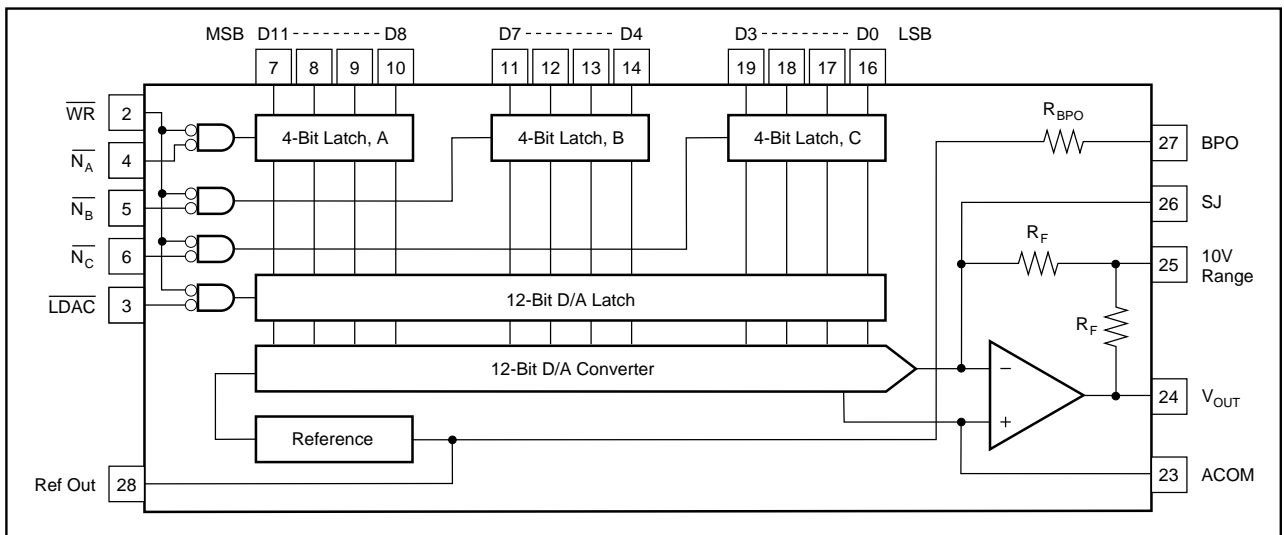 MSB D11 D8 D7 D4 D3 D0 LSB
7 8 9 10 11 12 13 14 19 18 17 16
WR 2
4-Bit Latch, A 4-Bit Latch, B 4-Bit Latch, C
R_BPO
27 BPO
N_A 4
N_B 5
26 SJ
N_C 6
R_F
25 10V Range
LDAC 3
12-Bit D/A Latch
R_F
12-Bit D/A Converter
−
24 V_OUT
+
Reference
Ref Out 28
23 ACOM